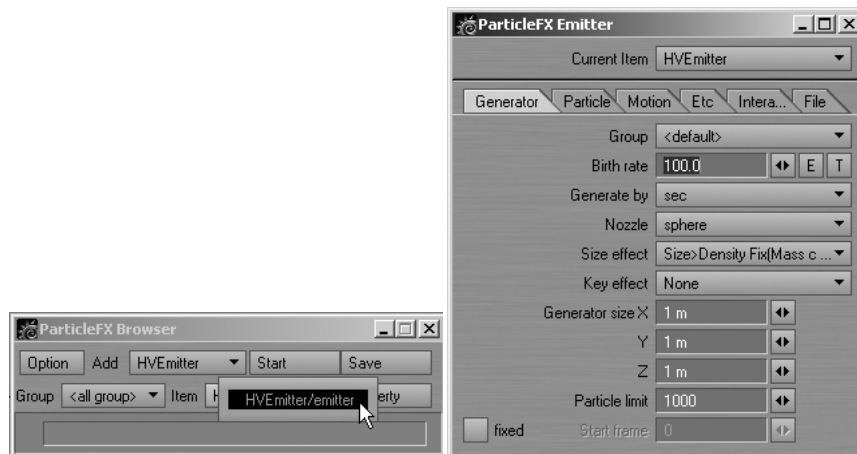 ParticleFX Browser
Option Add HVEmitter Start Save
Group <all group> Item H erty
HVEmitter/emitter
ParticleFX Emitter
Current Item HVEmitter
Generator Particle Motion Etc Intera... File
Group <default>
Birth rate 100.0 E T
Generate by sec
Nozzle sphere
Size effect Size>Density Fix(Mass c ...
Key effect None
Generator size X 1 m
Y 1 m
Z 1 m
Particle limit 1000
fixed Start frame 0